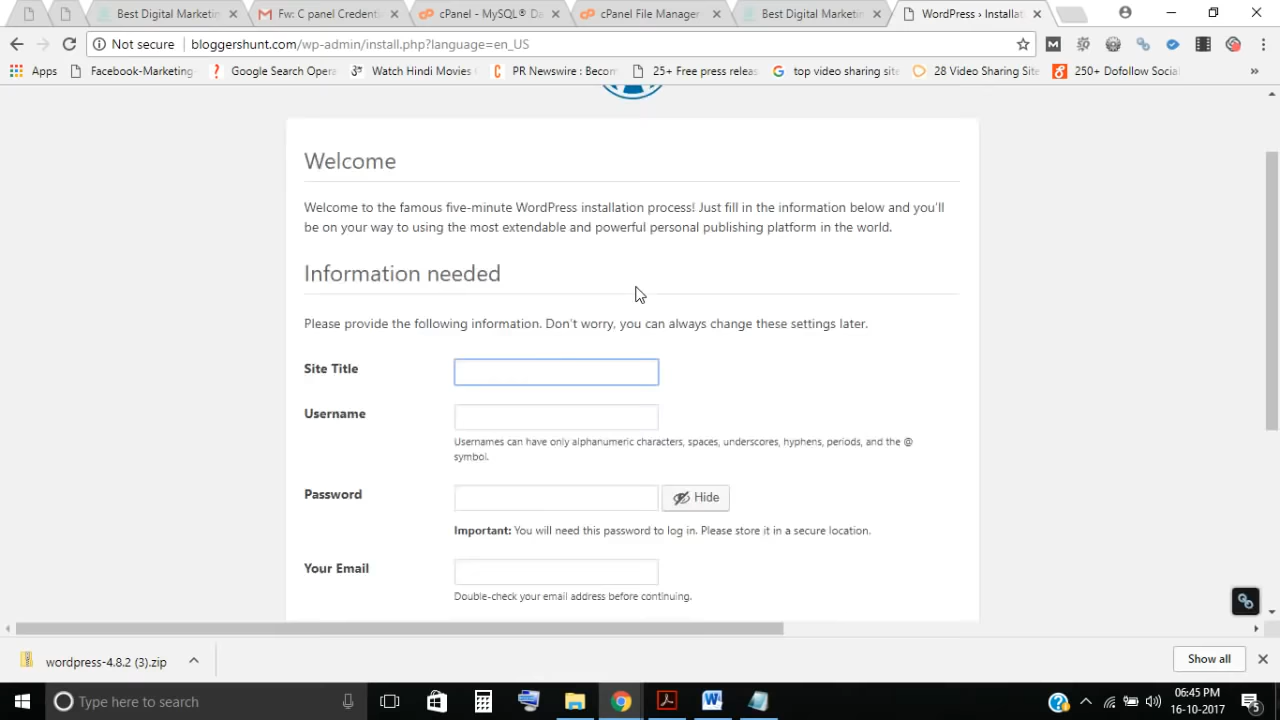 Best Digital Marketin
Fw: C panel Credenti
cPanel - MySQL® Da
cPanel File Manager
Best Digital Marketin
WordPress › Installat
Not secure
bloggershunt.com/wp-admin/install.php?language=en_US
Apps
Facebook-Marketing
Google Search Opera
Watch Hindi Movies
PR Newswire : Becom
25+ Free press releas
top video sharing sit
28 Video Sharing Site
250+ Dofollow Social
»
Welcome
Welcome to the famous five-minute WordPress installation process! Just fill in the information below and you'll
be on your way to using the most extendable and powerful personal publishing platform in the world.
Information needed
Please provide the following information. Don't worry, you can always change these settings later.
Site Title
Username
Usernames can have only alphanumeric characters, spaces, underscores, hyphens, periods, and the @
symbol.
Password
Hide
Important: You will need this password to log in. Please store it in a secure location.
Your Email
Double-check your email address before continuing.
wordpress-4.8.2 (3).zip
Show all
Type here to search
06:45 PM
16-10-2017
5